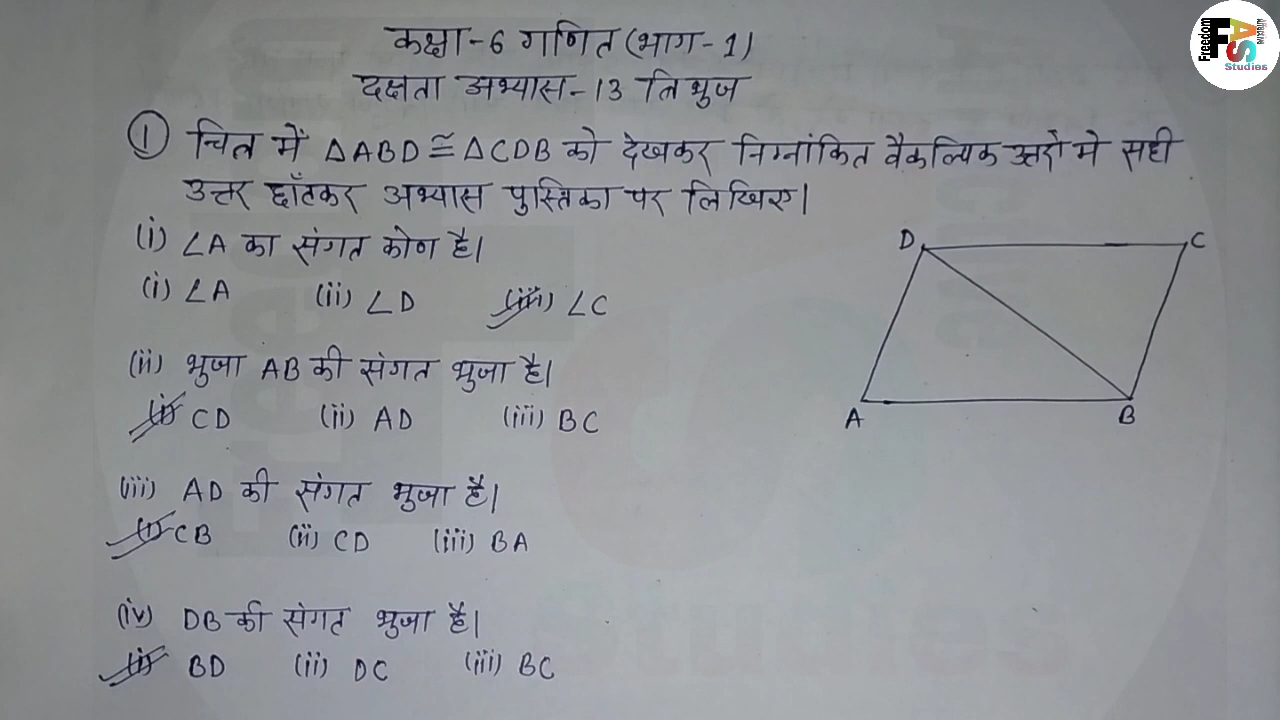 कक्षा-6 गणित (भाग-1)
दक्षता अभ्यास-13 त्रिभुज
① चित्र में ΔABD ≅ ΔCDB को देखकर निम्नांकित वैकल्पिक उत्तरो मे सही
उत्तर छाँटकर अभ्यास पुस्तिका पर लिखिए।
(i) ∠A का संगत कोण है।
(i) ∠A (ii) ∠D (iii) ∠C
(ii) भुजा AB की संगत भुजा है।
(i) CD (ii) AD (iii) BC
(iii) AD की संगत भुजा है।
(i) CB (ii) CD (iii) BA
(iv) DB की संगत भुजा है।
(i) BD (ii) DC (iii) BC
D C
A B
Freedom
FAS
Studies